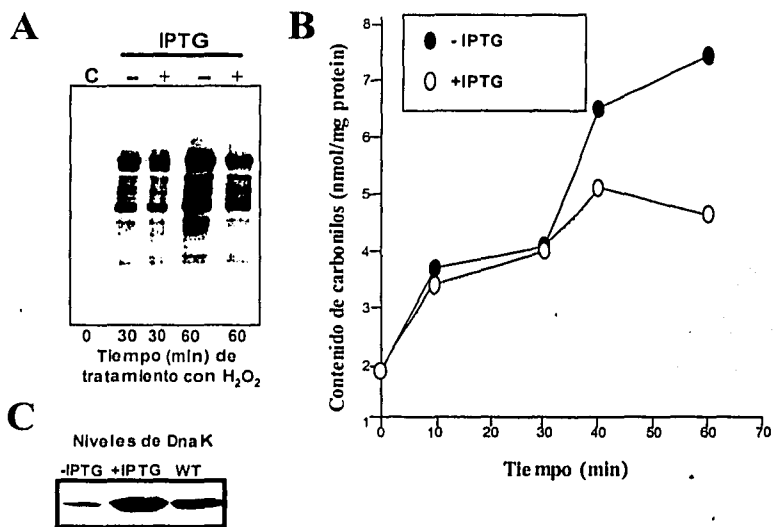 A
IPTG
C − + − +
0 30 30 60 60
Tiempo (min) de
tratamiento con H₂O₂
B
- IPTG
+IPTG
Contenido de carbonilos (nmol/mg protein)
8
7
6
5
4
3
2
1
0 10 20 30 40 50 60 70
Tiempo (min)
C
Niveles de DnaK
-IPTG +IPTG WT